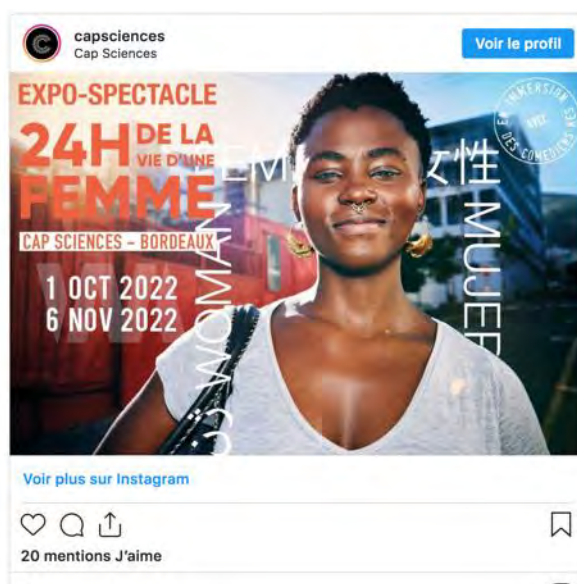 capsciences
Cap Sciences
Voir le profil
EXPO-SPECTACLE
24H DE LA
VIE D'UNE
FEMME
CAP SCIENCES - BORDEAUX
1 OCT 2022
6 NOV 2022
EN IMMERSION
AVEC
DES COMÉDIENS
WOMAN
女性
MUJER
Voir plus sur Instagram
20 mentions J'aime